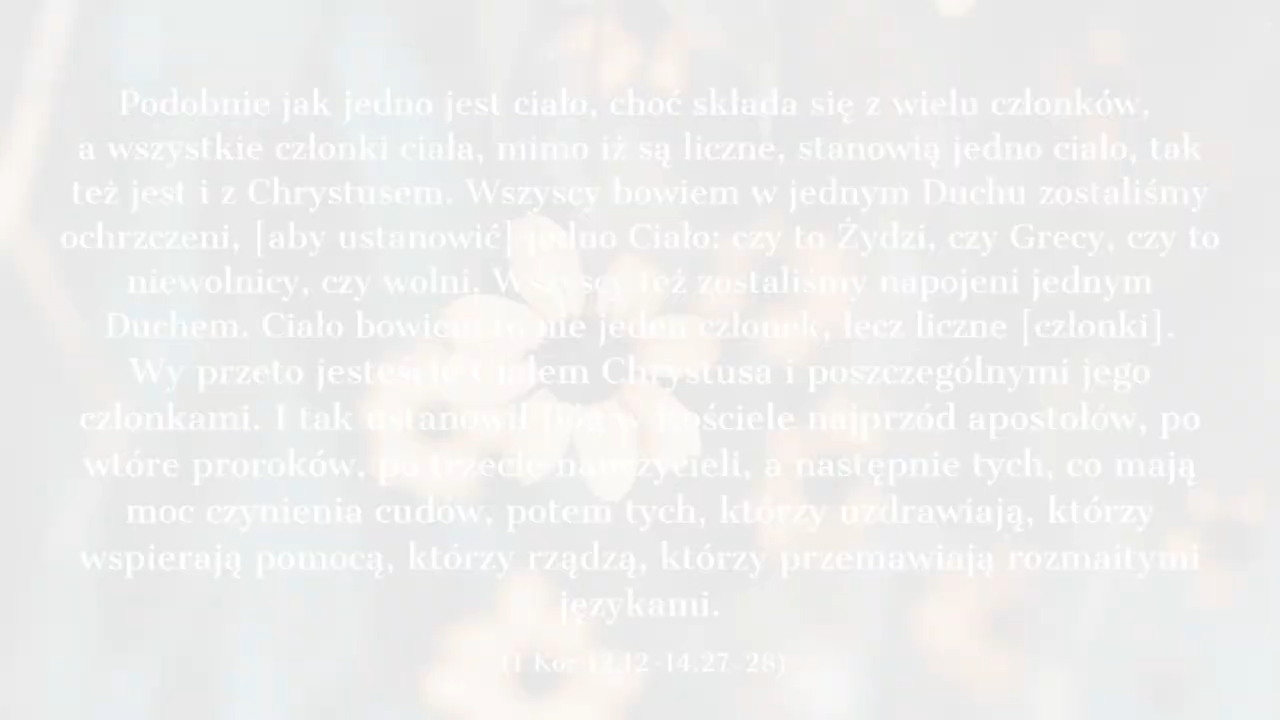 Podobnie jak jedno jest ciało, choć składa się z wielu członków,
a wszystkie członki ciała, mimo iż są liczne, stanowią jedno ciało, tak
też jest i z Chrystusem. Wszyscy bowiem w jednym Duchu zostaliśmy
ochrzczeni, [aby ustanowić] jedno Ciało: czy to Żydzi, czy Grecy, czy to
niewolnicy, czy wolni. Wszyscy też zostaliśmy napojeni jednym
Duchem. Ciało bowiem to nie jeden członek, lecz liczne [członki].
Wy przeto jesteście Ciałem Chrystusa i poszczególnymi jego
członkami. I tak ustanowił Bóg w Kościele najprzód apostołów, po
wtóre proroków, po trzecie nauczycieli, a następnie tych, co mają
moc czynienia cudów, potem tych, którzy uzdrawiają, którzy
wspierają pomocą, którzy rządzą, którzy przemawiają rozmaitymi
językami.
(1 Kor 12,12-14.27-28)